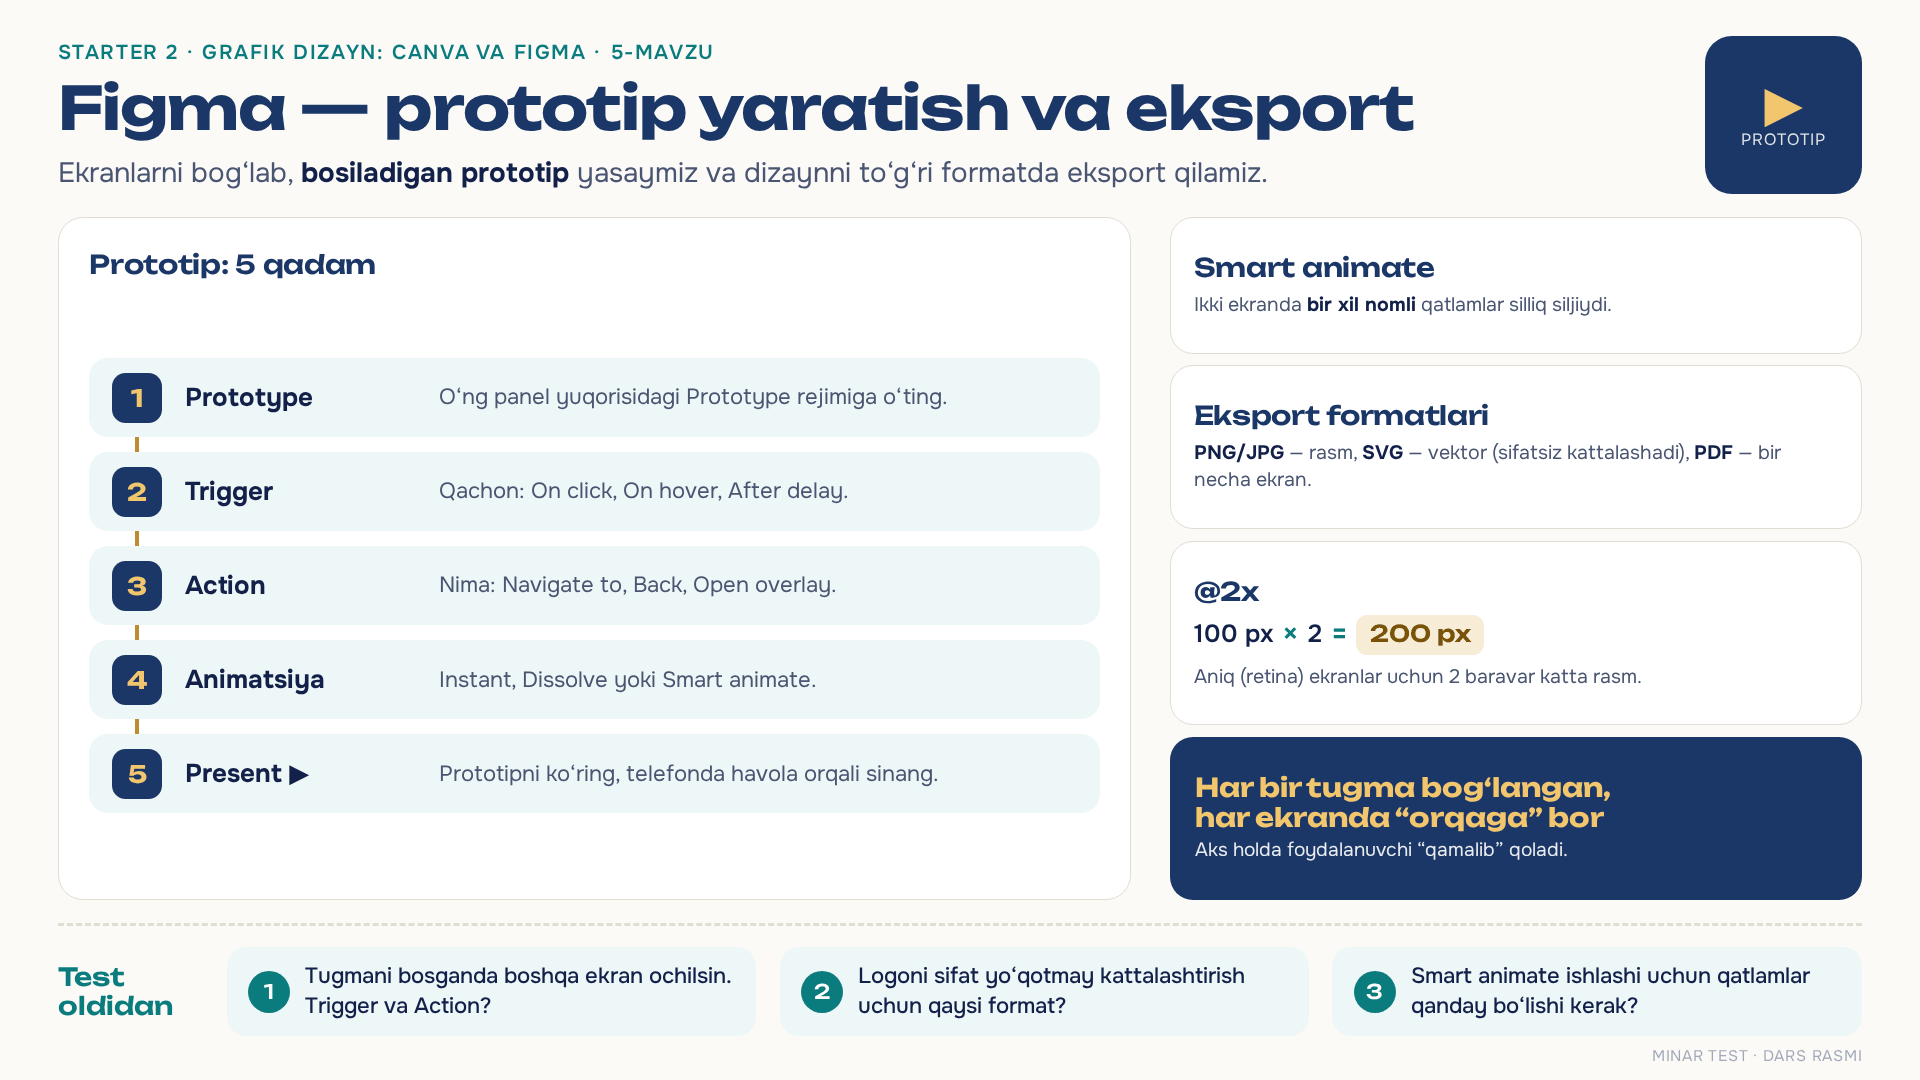 STARTER 2 · GRAFIK DIZAYN: CANVA VA FIGMA · 5-MAVZU
Figma — prototip yaratish va eksport
Ekranlarni bog‘lab, bosiladigan prototip yasaymiz va dizaynni to‘g‘ri formatda eksport qilamiz.
▶
PROTOTIP
Prototip: 5 qadam
1 Prototype O‘ng panel yuqorisidagi Prototype rejimiga o‘ting.
2 Trigger Qachon: On click, On hover, After delay.
3 Action Nima: Navigate to, Back, Open overlay.
4 Animatsiya Instant, Dissolve yoki Smart animate.
5 Present ▶ Prototipni ko‘ring, telefonda havola orqali sinang.
Smart animate
Ikki ekranda bir xil nomli qatlamlar silliq siljiydi.
Eksport formatlari
PNG/JPG — rasm, SVG — vektor (sifatsiz kattalashadi), PDF — bir
necha ekran.
@2x
100 px × 2 = 200 px
Aniq (retina) ekranlar uchun 2 baravar katta rasm.
Har bir tugma bog‘langan,
har ekranda “orqaga” bor
Aks holda foydalanuvchi “qamalib” qoladi.
Test
oldidan
1 Tugmani bosganda boshqa ekran ochilsin.
Trigger va Action?
2 Logoni sifat yo‘qotmay kattalashtirish
uchun qaysi format?
3 Smart animate ishlashi uchun qatlamlar
qanday bo‘lishi kerak?
MINAR TEST · DARS RASMI